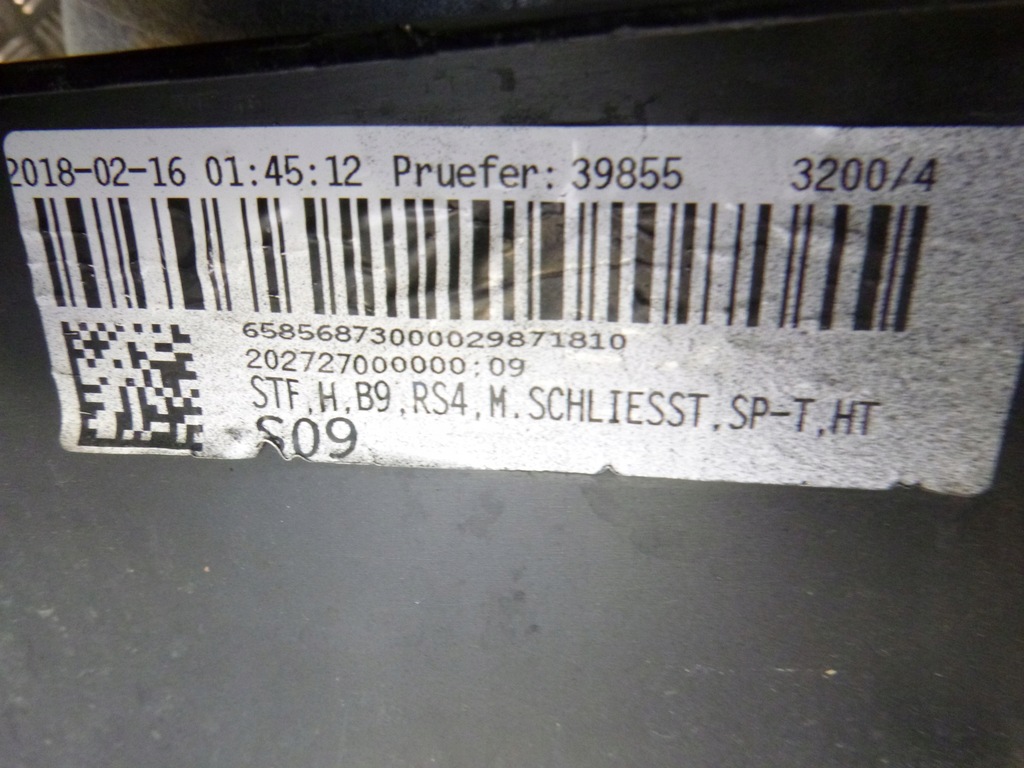 2018-02-16 01:45:12 Pruefer: 39855 3200/4
65856873000029871810
202727000000:09
STF,H,B9,RS4,M.SCHLIESST,SP-T,HT
S09